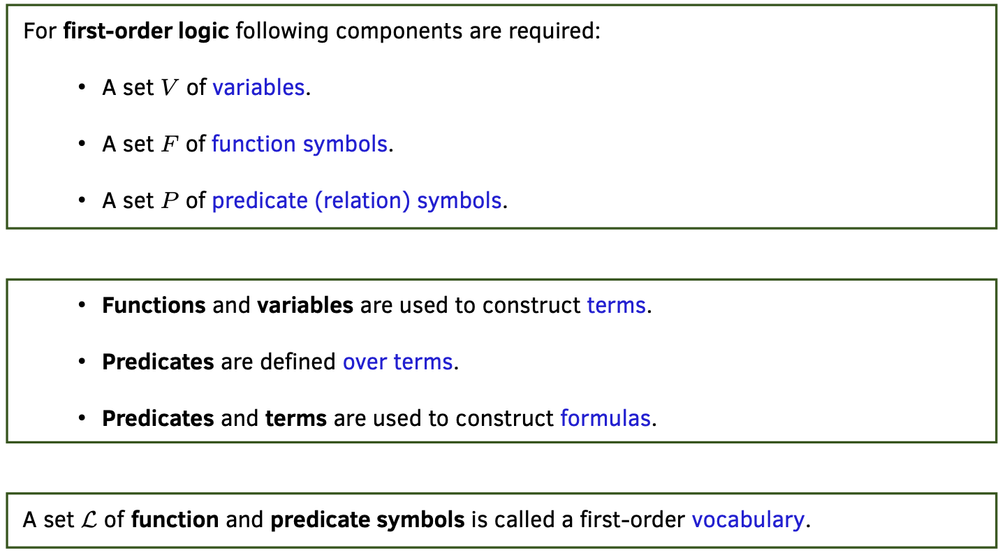 For first-order logic following components are required:
• A set V of variables.
• A set F of function symbols.
• A set P of predicate (relation) symbols.
• Functions and variables are used to construct terms.
• Predicates are defined over terms.
• Predicates and terms are used to construct formulas.
A set ℒ of function and predicate symbols is called a first-order vocabulary.